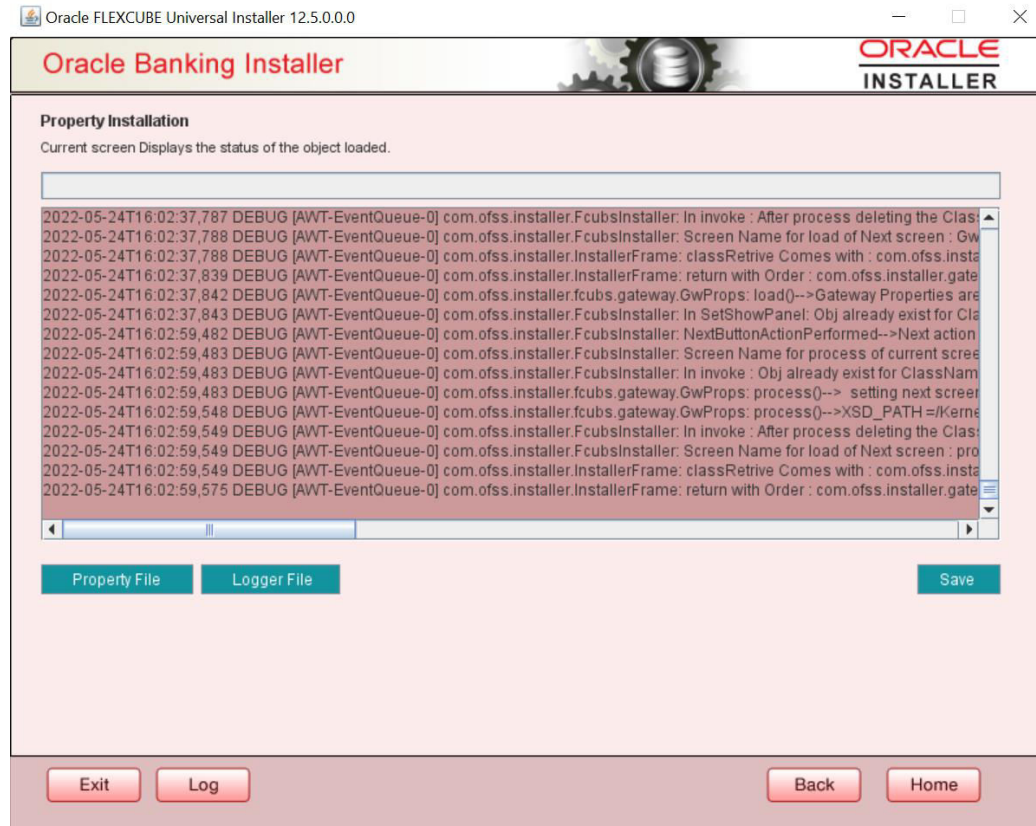 Oracle FLEXCUBE Universal Installer 12.5.0.0.0
Oracle Banking Installer
ORACLE
INSTALLER
Property Installation
Current screen Displays the status of the object loaded.
2022-05-24T16:02:37,787 DEBUG [AWT-EventQueue-0] com.ofss.installer.FcubsInstaller: In invoke : After process deleting the Clas
2022-05-24T16:02:37,788 DEBUG [AWT-EventQueue-0] com.ofss.installer.FcubsInstaller: Screen Name for load of Next screen : Gw
2022-05-24T16:02:37,788 DEBUG [AWT-EventQueue-0] com.ofss.installer.InstallerFrame: classRetrive Comes with : com.ofss.insta
2022-05-24T16:02:37,839 DEBUG [AWT-EventQueue-0] com.ofss.installer.InstallerFrame: return with Order : com.ofss.installer.gate
2022-05-24T16:02:37,842 DEBUG [AWT-EventQueue-0] com.ofss.installer.fcubs.gateway.GwProps: load()-->Gateway Properties are
2022-05-24T16:02:37,843 DEBUG [AWT-EventQueue-0] com.ofss.installer.FcubsInstaller: In SetShowPanel: Obj already exist for Cla
2022-05-24T16:02:59,482 DEBUG [AWT-EventQueue-0] com.ofss.installer.FcubsInstaller: NextButtonActionPerformed-->Next action
2022-05-24T16:02:59,483 DEBUG [AWT-EventQueue-0] com.ofss.installer.FcubsInstaller: Screen Name for process of current scree
2022-05-24T16:02:59,483 DEBUG [AWT-EventQueue-0] com.ofss.installer.FcubsInstaller: In invoke : Obj already exist for ClassNam
2022-05-24T16:02:59,483 DEBUG [AWT-EventQueue-0] com.ofss.installer.fcubs.gateway.GwProps: process()--> setting next screen
2022-05-24T16:02:59,548 DEBUG [AWT-EventQueue-0] com.ofss.installer.fcubs.gateway.GwProps: process()-->XSD_PATH =/Kerne
2022-05-24T16:02:59,549 DEBUG [AWT-EventQueue-0] com.ofss.installer.FcubsInstaller: In invoke : After process deleting the Clas
2022-05-24T16:02:59,549 DEBUG [AWT-EventQueue-0] com.ofss.installer.FcubsInstaller: Screen Name for load of Next screen : pro
2022-05-24T16:02:59,549 DEBUG [AWT-EventQueue-0] com.ofss.installer.InstallerFrame: classRetrive Comes with : com.ofss.insta
2022-05-24T16:02:59,575 DEBUG [AWT-EventQueue-0] com.ofss.installer.InstallerFrame: return with Order : com.ofss.installer.gate
Property File
Logger File
Save
Exit
Log
Back
Home